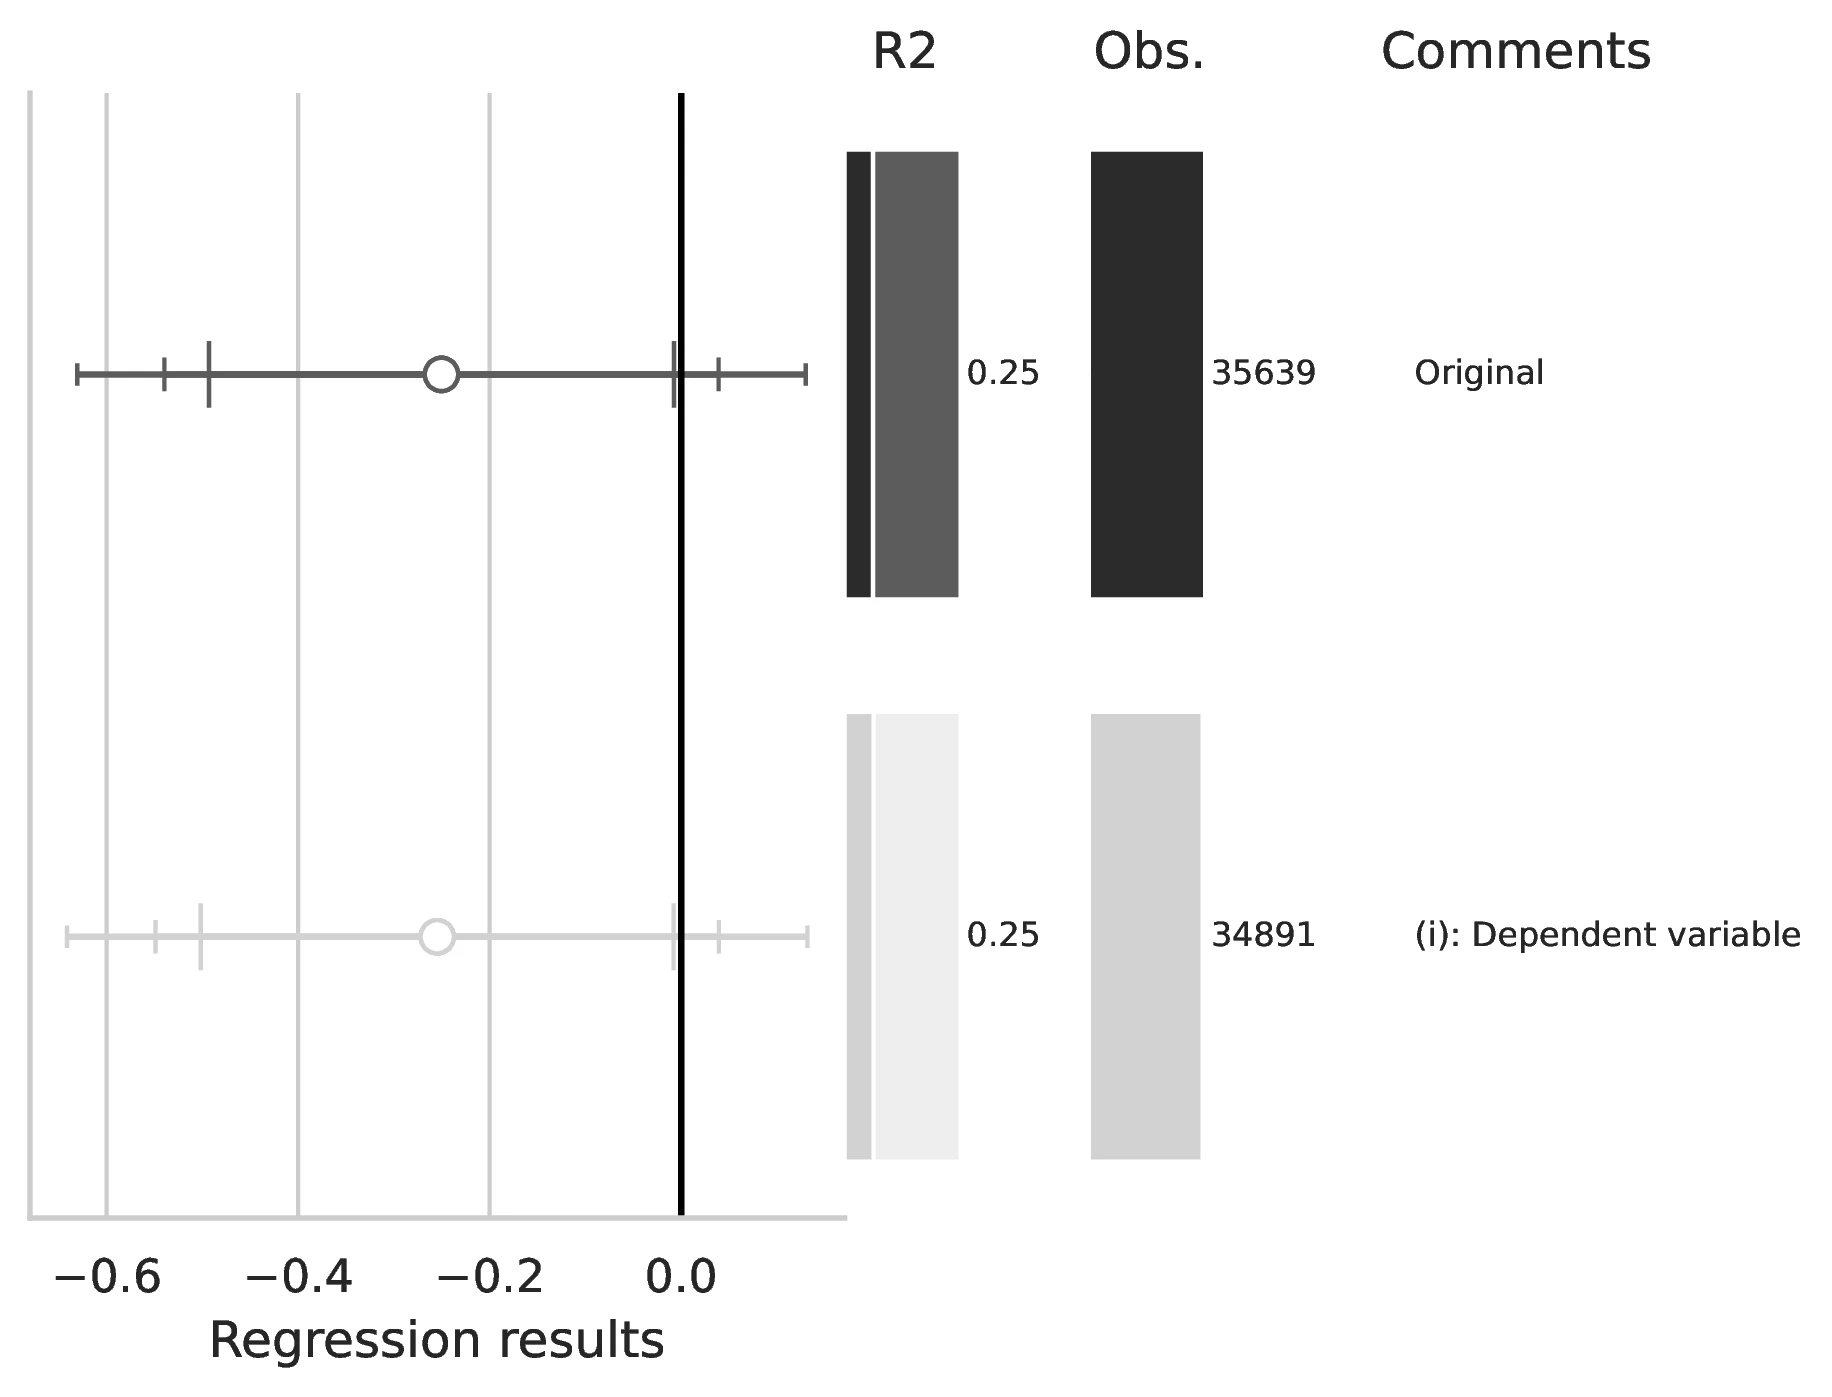 R2 Obs. Comments
0.25 35639 Original
0.25 34891 (i): Dependent variable
−0.6 −0.4 −0.2 0.0
Regression results